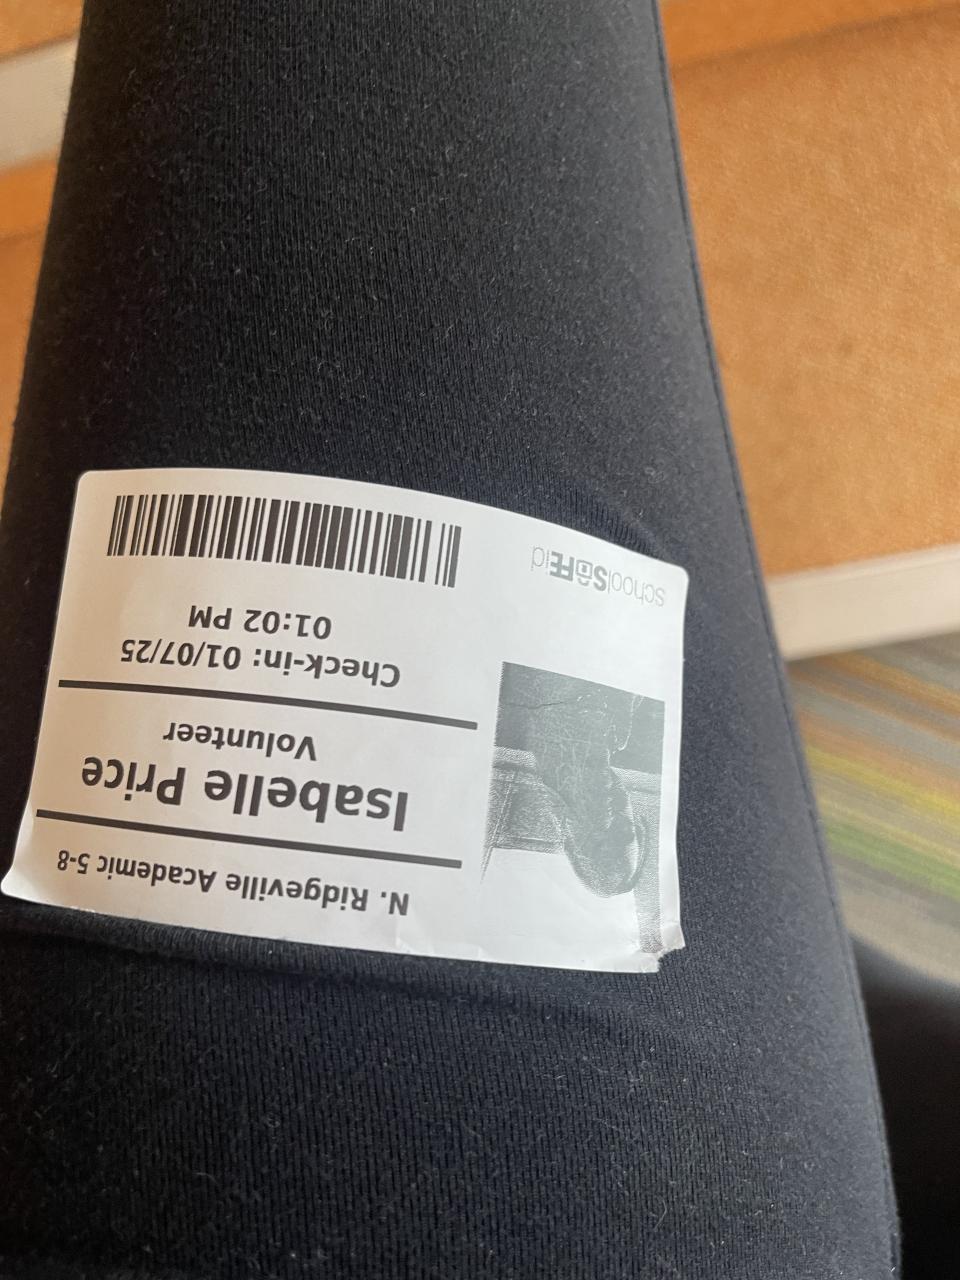 N. Ridgeville Academic 5-8
Isabelle Price
Volunteer
Check-in: 01/07/25
01:02 PM
schoolSAFEid